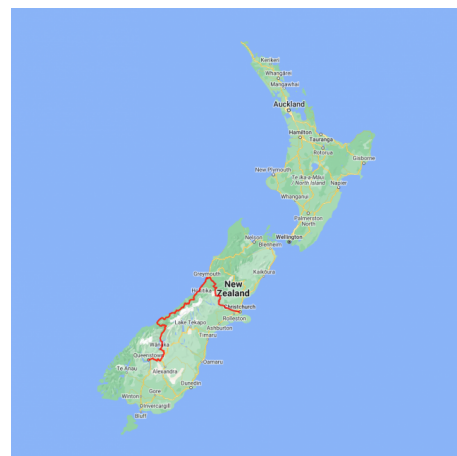 Kerikeri
Whangārei
Mangawhai
Auckland
Hamilton
Tauranga
Rotorua
Gisborne
New Plymouth
Te Ika-a-Māui
North Island
Napier
Whanganui
Palmerston
North
Nelson
Wellington
Blenheim
Kaikōura
Greymouth
New
Zealand
Hokitika
Christchurch
Rolleston
Lake Tekapo
Ashburton
Timaru
Wānaka
Queenstown
Oamaru
Te Anau
Alexandra
Dunedin
Gore
Winton
Invercargill
Bluff